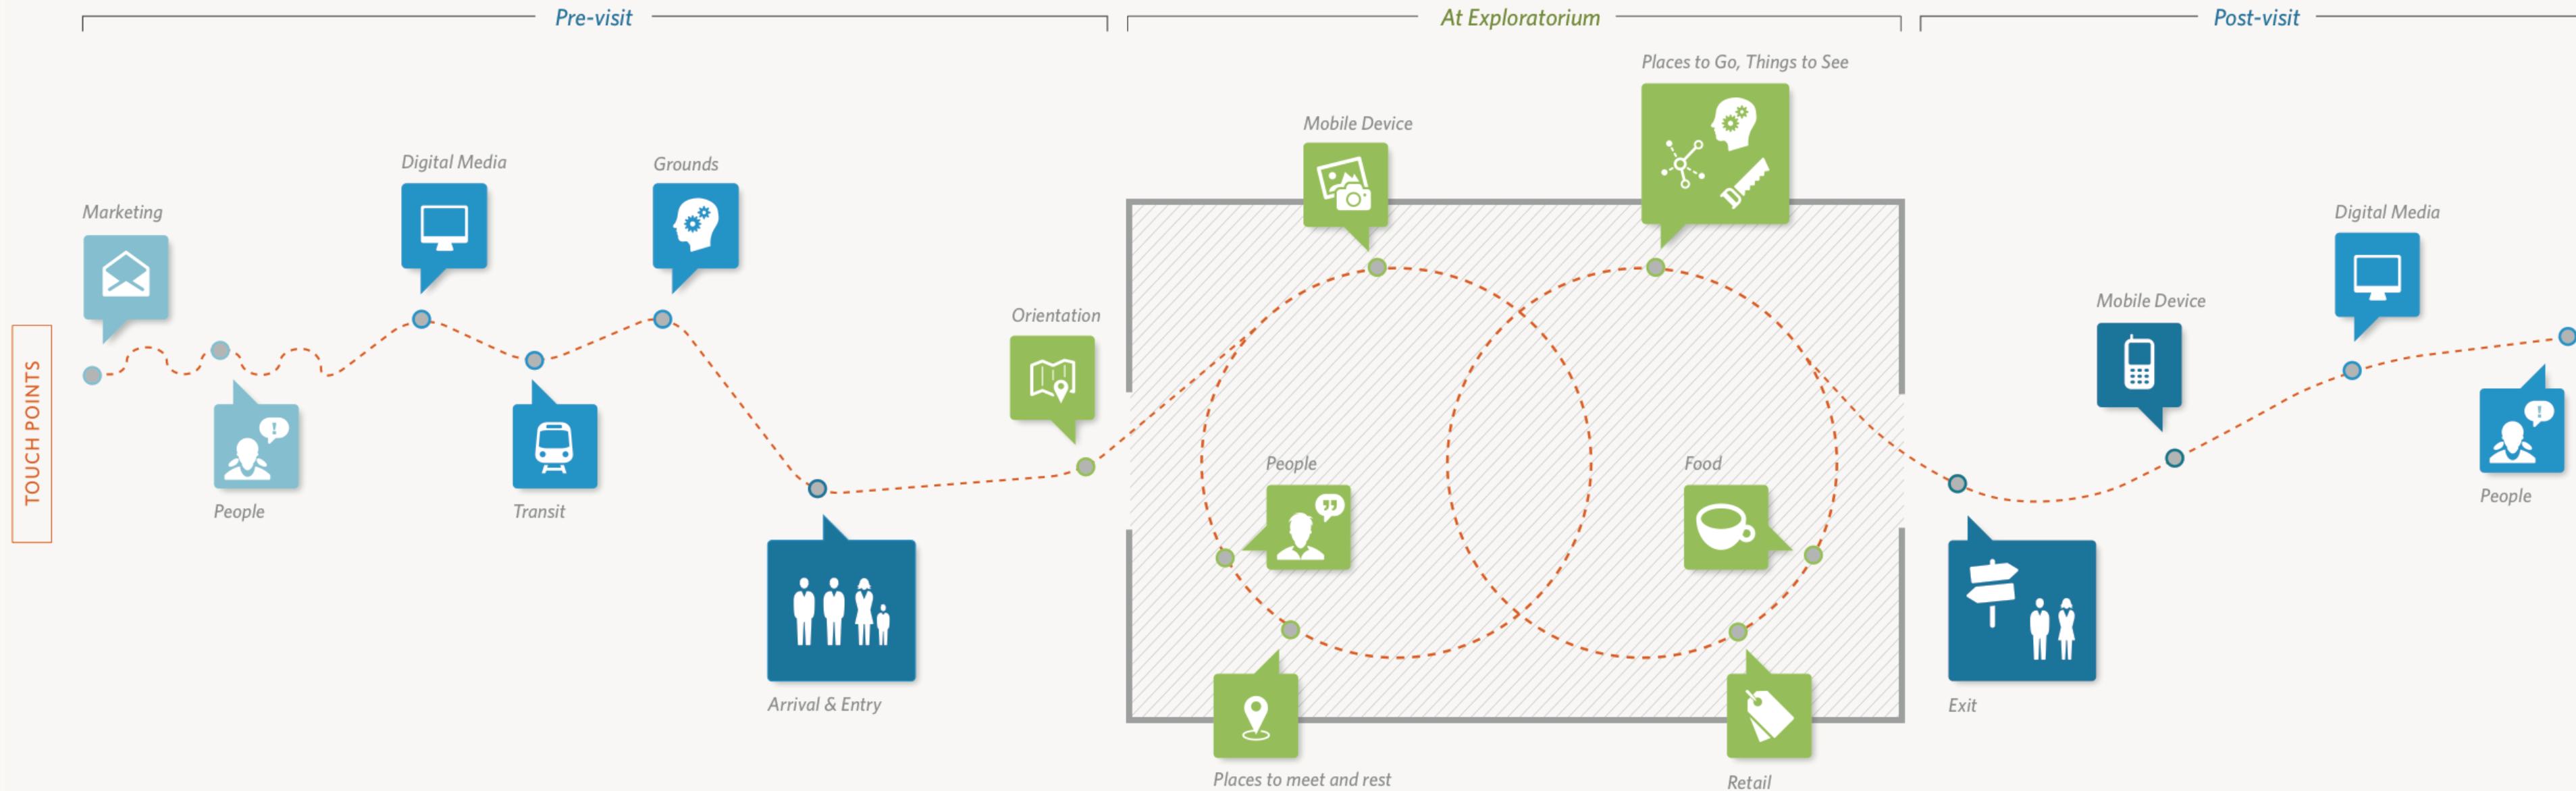 Pre-visit
At Exploratorium
Post-visit
TOUCH POINTS
Marketing
People
Digital Media
Transit
Grounds
Arrival & Entry
Orientation
Mobile Device
Places to Go, Things to See
People
Food
Places to meet and rest
Retail
Exit
Mobile Device
Digital Media
People